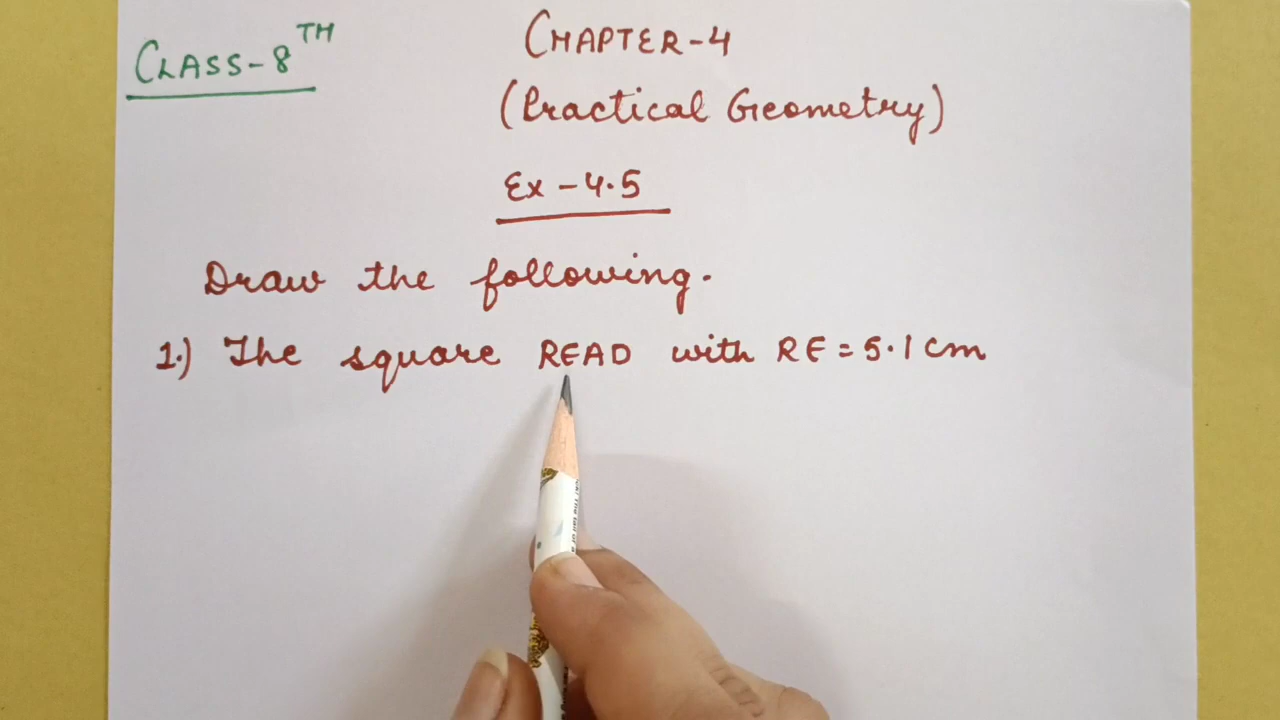 CLASS-8TH
CHAPTER-4
(Practical Geometry)
Ex-4.5
Draw the following.
1.) The square READ with RE=5.1cm